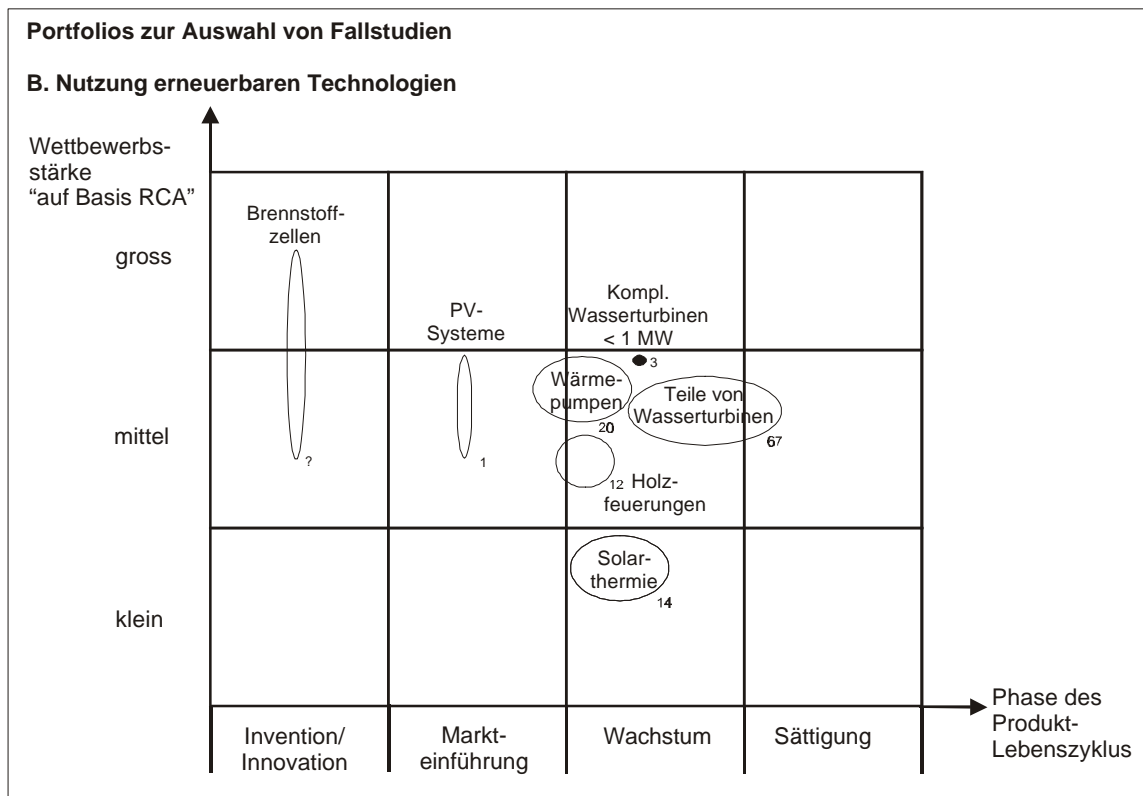 Portfolios zur Auswahl von Fallstudien
B. Nutzung erneuerbaren Technologien
Wettbewerbs-
stärke
“auf Basis RCA”
gross
mittel
klein
Brennstoff-
zellen
?
PV-
Systeme
1
Kompl.
Wasserturbinen
< 1 MW
3
Wärme-
pumpen
20
Teile von
Wasserturbinen
67
12 Holz-
feuerungen
Solar-
thermie
14
Invention/
Innovation
Markt-
einführung
Wachstum
Sättigung
Phase des
Produkt-
Lebenszyklus